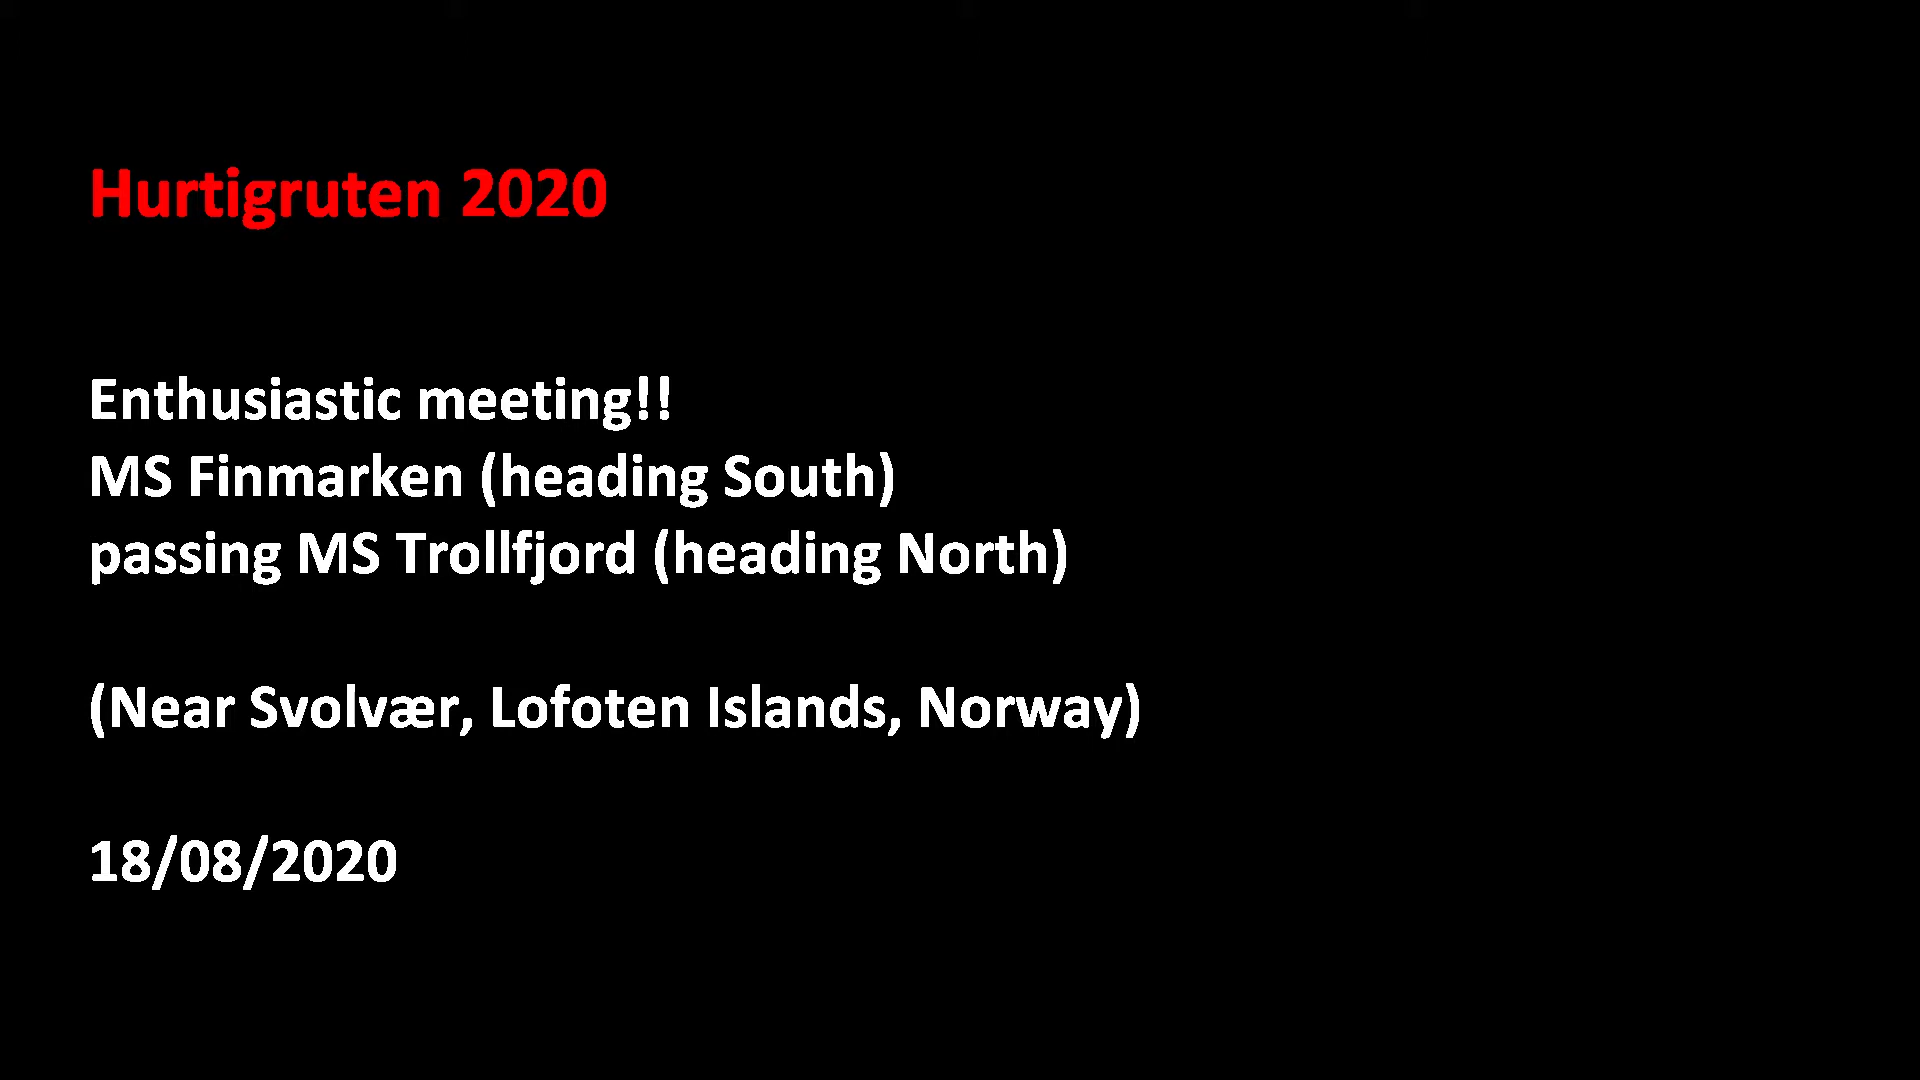 Hurtigruten 2020
Enthusiastic meeting!!
MS Finmarken (heading South)
passing MS Trollfjord (heading North)
(Near Svolvær, Lofoten Islands, Norway)
18/08/2020